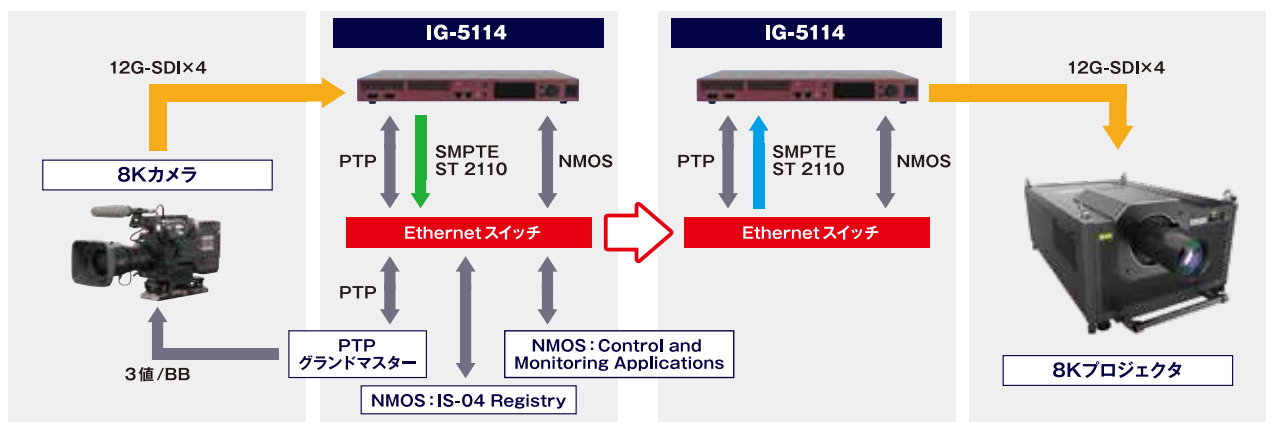 IG-5114
IG-5114
12G-SDI×4
12G-SDI×4
PTP
SMPTE
ST 2110
NMOS
PTP
SMPTE
ST 2110
NMOS
8Kカメラ
Ethernetスイッチ
Ethernetスイッチ
PTP
PTP
グランドマスター
NMOS：Control and
Monitoring Applications
3値/BB
NMOS：IS-04 Registry
8Kプロジェクタ